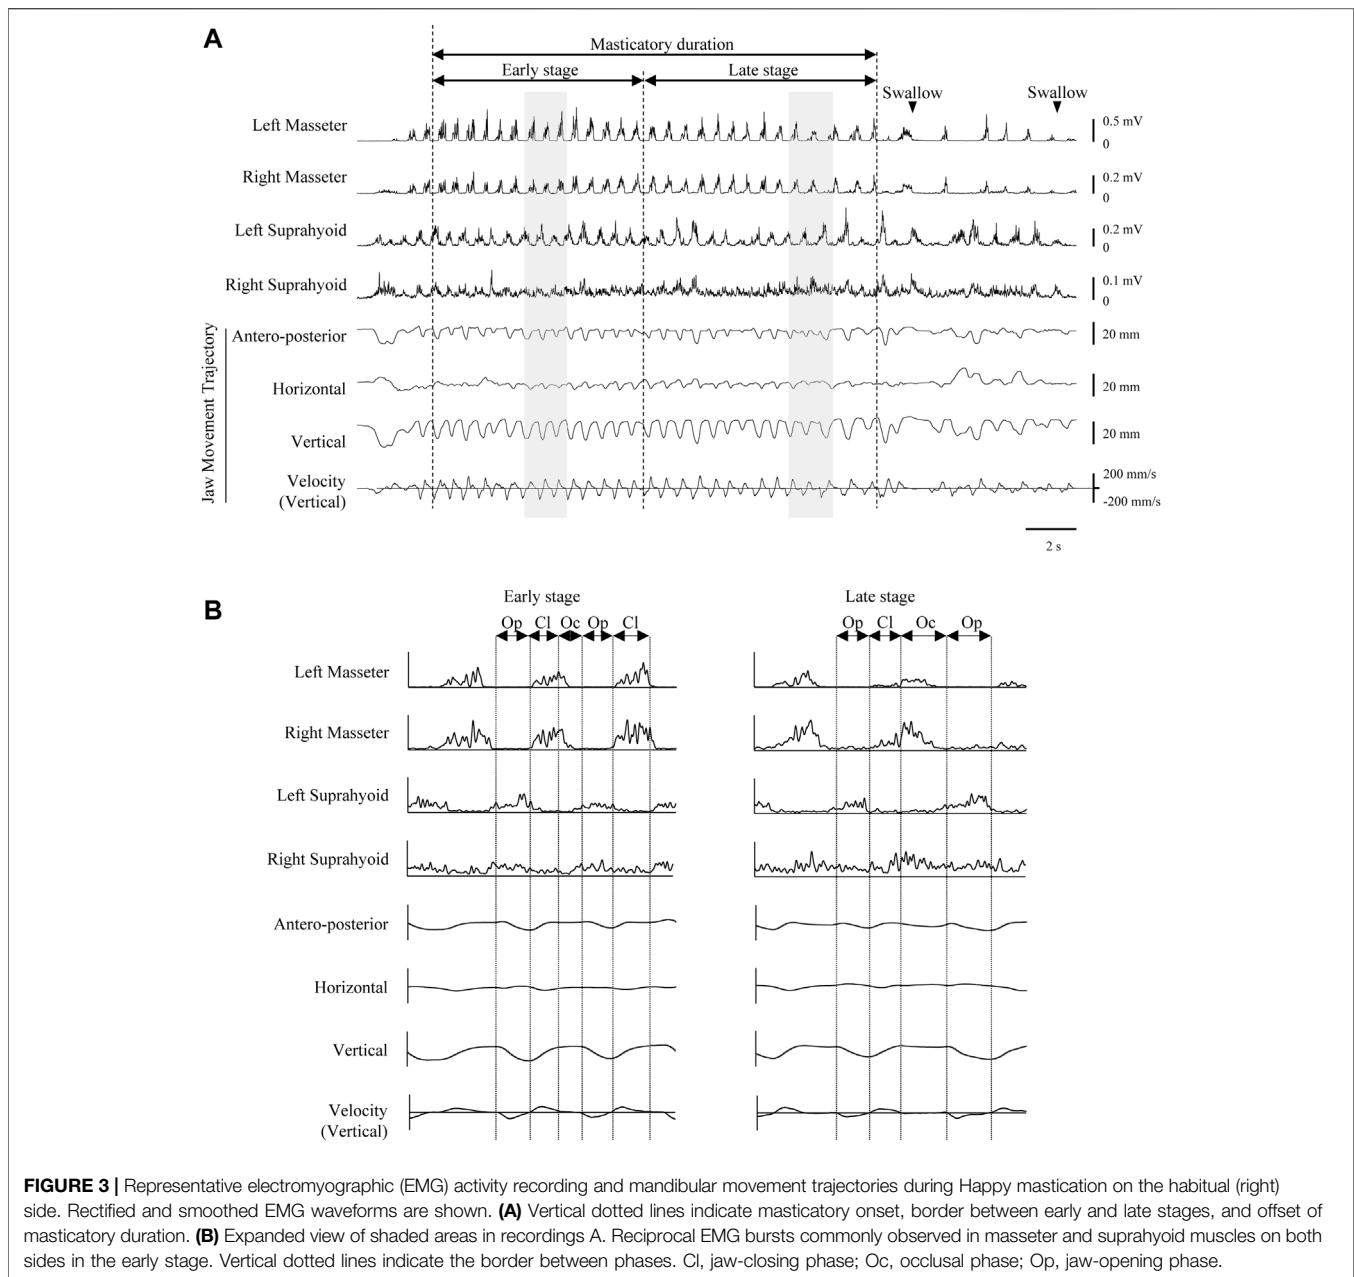 A
Masticatory duration
Early stage
Late stage
Swallow
Swallow
Left Masseter
0.5 mV
0
Right Masseter
0.2 mV
0
Left Suprahyoid
0.2 mV
0
Right Suprahyoid
0.1 mV
0
Jaw Movement Trajectory
Antero-posterior
20 mm
Horizontal
20 mm
Vertical
20 mm
Velocity
(Vertical)
200 mm/s
-200 mm/s
2 s
B
Early stage
Late stage
Op Cl Oc Op Cl
Op Cl Oc Op
Left Masseter
Right Masseter
Left Suprahyoid
Right Suprahyoid
Antero-posterior
Horizontal
Vertical
Velocity
(Vertical)
FIGURE 3 | Representative electromyographic (EMG) activity recording and mandibular movement trajectories during Happy mastication on the habitual (right)
side. Rectified and smoothed EMG waveforms are shown. (A) Vertical dotted lines indicate masticatory onset, border between early and late stages, and offset of
masticatory duration. (B) Expanded view of shaded areas in recordings A. Reciprocal EMG bursts commonly observed in masseter and suprahyoid muscles on both
sides in the early stage. Vertical dotted lines indicate the border between phases. Cl, jaw-closing phase; Oc, occlusal phase; Op, jaw-opening phase.